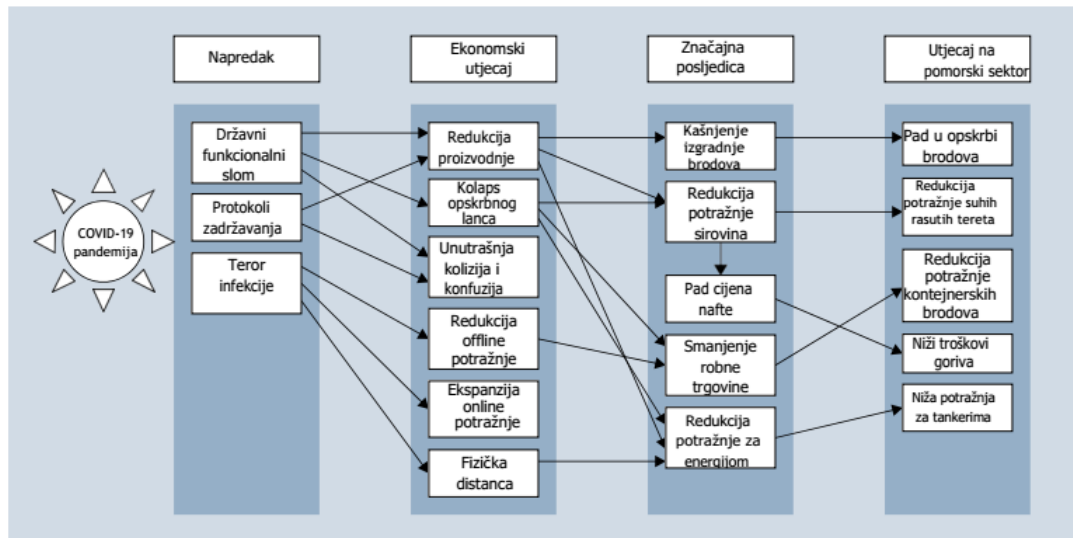 Napredak
Ekonomski
utjecaj
Značajna
posljedica
Utjecaj na
pomorski sektor
COVID-19
pandemija
Državni
funkcionalni
slom
Protokoli
zadržavanja
Teror
infekcije
Redukcija
proizvodnje
Kolaps
opskrbnog
lanca
Unutrašnja
kolizija i
konfuzija
Redukcija
offline
potražnje
Ekspanzija
online
potražnje
Fizička
distanca
Kašnjenje
izgradnje
brodova
Redukcija
potražnje
sirovina
Pad cijena
nafte
Smanjenje
robne
trgovine
Redukcija
potražnje za
energijom
Pad u opskrbi
brodova
Redukcija
potražnje suhih
rasutih tereta
Redukcija
potražnje
kontejnerskih
brodova
Niži troškovi
goriva
Niža potražnja
za tankerima